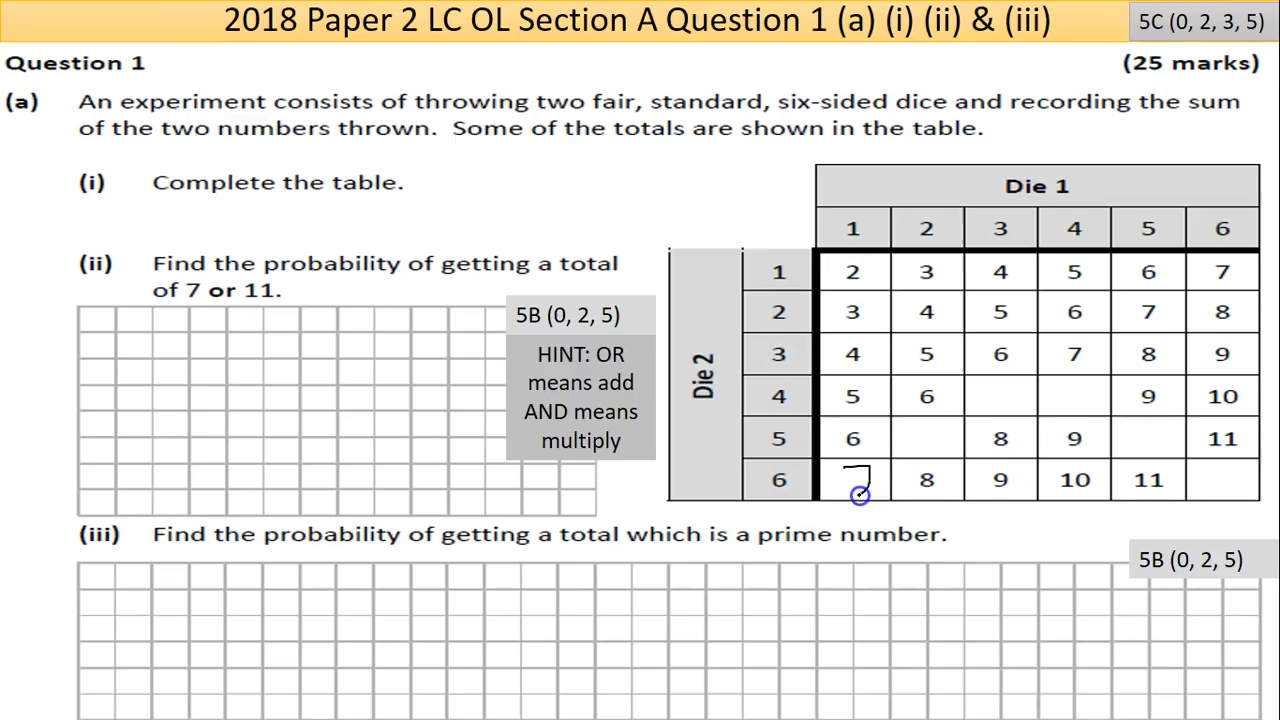 2018 Paper 2 LC OL Section A Question 1 (a) (i) (ii) & (iii)
5C (0, 2, 3, 5)
Question 1
(25 marks)
(a) An experiment consists of throwing two fair, standard, six-sided dice and recording the sum
of the two numbers thrown. Some of the totals are shown in the table.
(i) Complete the table.
(ii) Find the probability of getting a total
of 7 or 11.
5B (0, 2, 5)
HINT: OR
means add
AND means
multiply
Die 1
1 2 3 4 5 6
Die 2
1 2 3 4 5 6 7
2 3 4 5 6 7 8
3 4 5 6 7 8 9
4 5 6 9 10
5 6 8 9 11
6 7 8 9 10 11
(iii) Find the probability of getting a total which is a prime number.
5B (0, 2, 5)